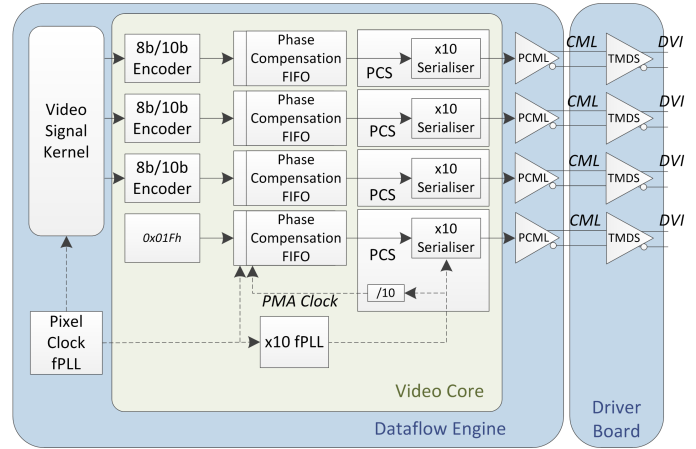 Video
Signal
Kernel
8b/10b
Encoder
Phase
Compensation
FIFO
PCS
x10
Serialiser
PCML
CML
TMDS
DVI
8b/10b
Encoder
Phase
Compensation
FIFO
PCS
x10
Serialiser
PCML
CML
TMDS
DVI
8b/10b
Encoder
Phase
Compensation
FIFO
PCS
x10
Serialiser
PCML
CML
TMDS
DVI
0x01Fh
Phase
Compensation
FIFO
PCS
x10
Serialiser
PCML
CML
TMDS
DVI
/10
PMA Clock
Pixel
Clock
fPLL
x10 fPLL
Video Core
Dataflow Engine
Driver
Board